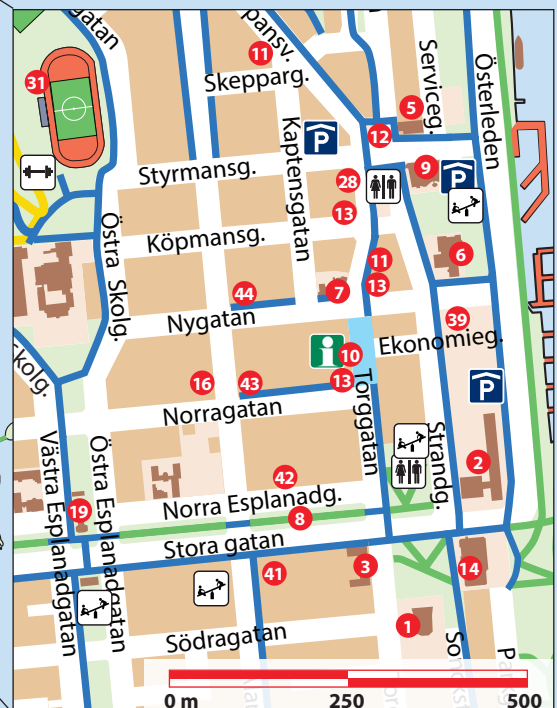 gatan
pansv.
11
31
Skepparg.
Serviceg.
Österleden
5
12
P
Kaptensgatan
Styrmansg.
9
P
28
13
Östra Skolg.
Köpmansg.
6
11
44
7
13
Nygatan
39
10
Ekonomieg.
i
13
16
43
P
kolg.
Norragatan
Torggatan
Strandg.
Västra Esplanadgatan
Östra Esplanadgatan
42
2
Norra Esplanadg.
19
8
Stora gatan
41
3
14
1
Södragatan
0 m
250
500